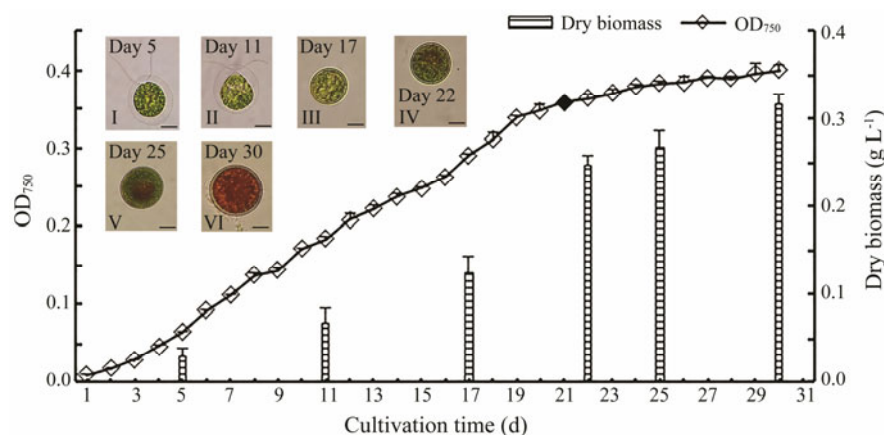 Dry biomass OD750
Day 5 Day 11 Day 17
Day 22
I II III IV
Day 25 Day 30
V VI
OD750
0.4
0.3
0.2
0.1
0.0
Dry biomass (g L-1)
0.4
0.3
0.2
0.1
0.0
1 3 5 7 9 11 13 15 17 19 21 23 25 27 29 31
Cultivation time (d)